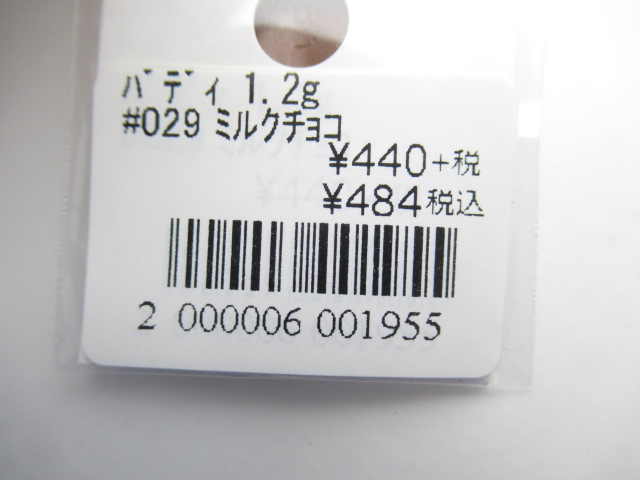 ﾊﾞﾃﾞｨ 1.2g
#029 ﾐﾙｸﾁｮｺ
¥440+税
¥484税込
2 000006 001955